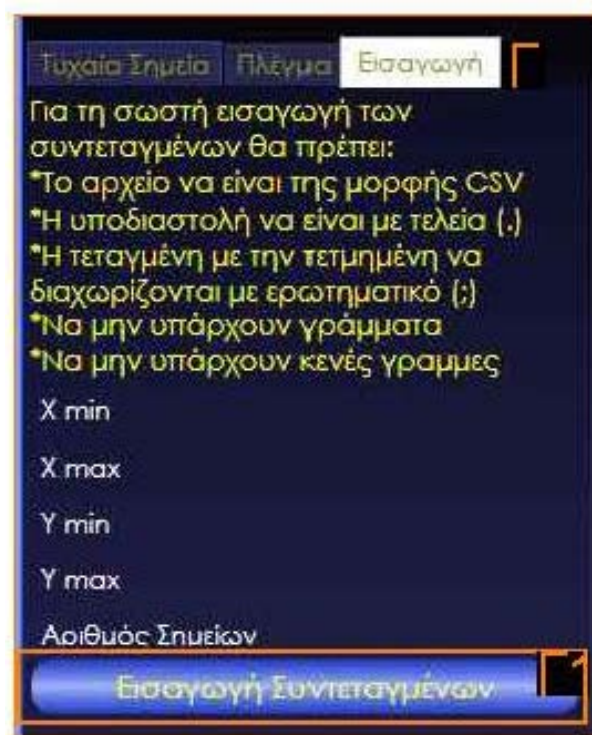 Τυχαία Σημεία Πλέγμα Εισαγωγή
Για τη σωστή εισαγωγή των
συντεταγμένων θα πρέπει:
*Το αρχείο να είναι της μορφής CSV
*Η υποδιαστολή να είναι με τελεία (.)
*Η τεταγμένη με την τετμημένη να
διαχωρίζονται με ερωτηματικό (;)
*Να μην υπάρχουν γράμματα
*Να μην υπάρχουν κενές γραμμες
X min
X max
Y min
Y max
Αριθμός Σημείων
Εισαγωγή Συντεταγμένων